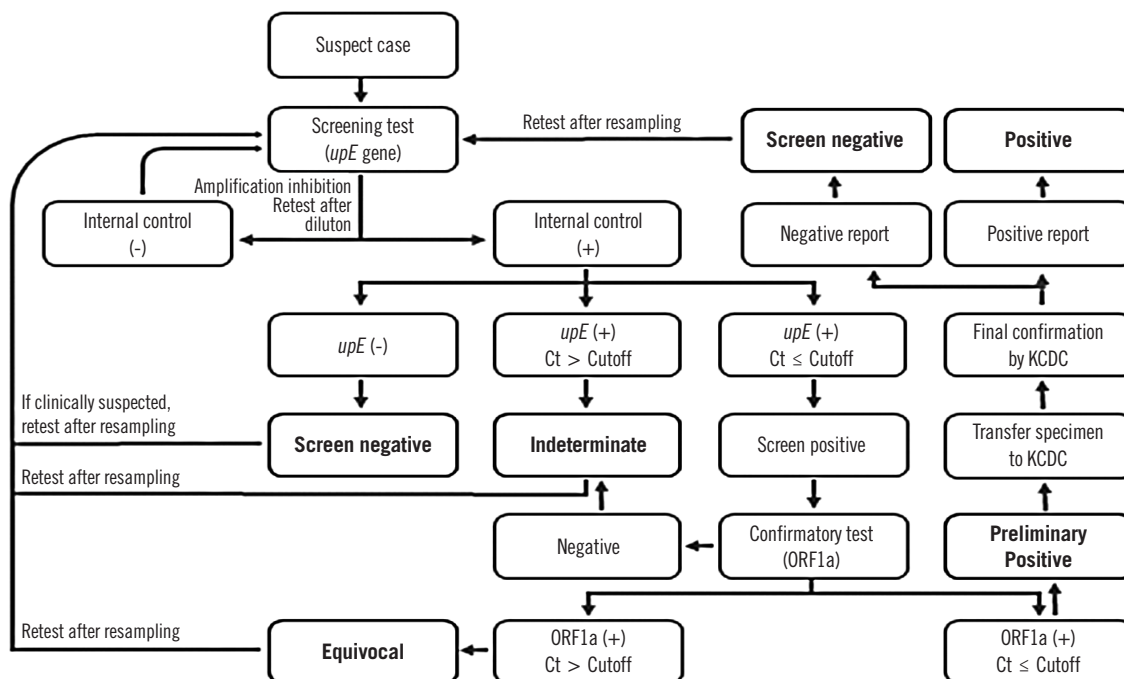 Suspect case
Screening test
(upE gene)
Retest after resampling
Screen negative
Positive
Amplification inhibition
Retest after
diluton
Internal control
(-)
Internal control
(+)
Negative report
Positive report
upE (-)
upE (+)
Ct > Cutoff
upE (+)
Ct ≤ Cutoff
Final confirmation
by KCDC
If clinically suspected,
retest after resampling
Screen negative
Indeterminate
Screen positive
Transfer specimen
to KCDC
Retest after resampling
Negative
Confirmatory test
(ORF1a)
Preliminary
Positive
Retest after resampling
Equivocal
ORF1a (+)
Ct > Cutoff
ORF1a (+)
Ct ≤ Cutoff